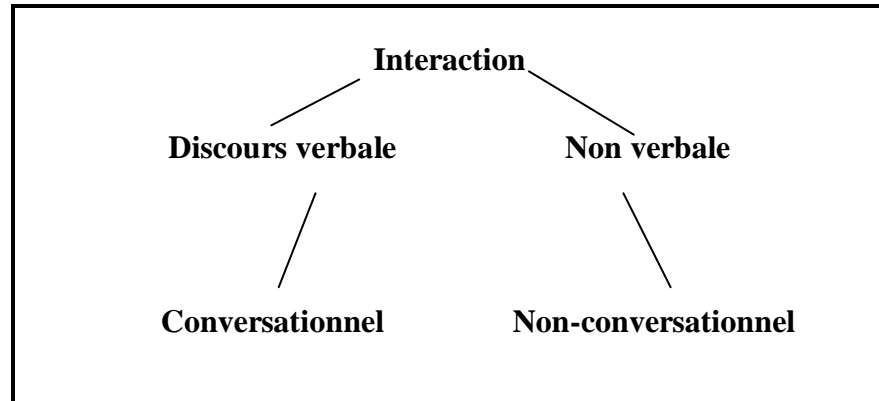 Interaction
Discours verbale Non verbale
Conversationnel Non-conversationnel